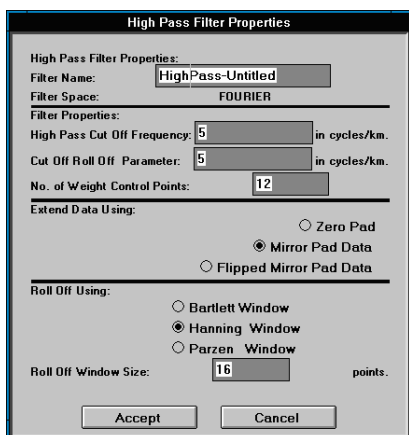 High Pass Filter Properties
High Pass Filter Properties:
Filter Name: HighPass-Untitled
Filter Space: FOURIER
Filter Properties:
High Pass Cut Off Frequency: 5 in cycles/km.
Cut Off Roll Off Parameter: 5 in cycles/km.
No. of Weight Control Points: 12
Extend Data Using:
Zero Pad
Mirror Pad Data
Flipped Mirror Pad Data
Roll Off Using:
Bartlett Window
Hanning Window
Parzen Window
Roll Off Window Size: 16 points.
Accept Cancel